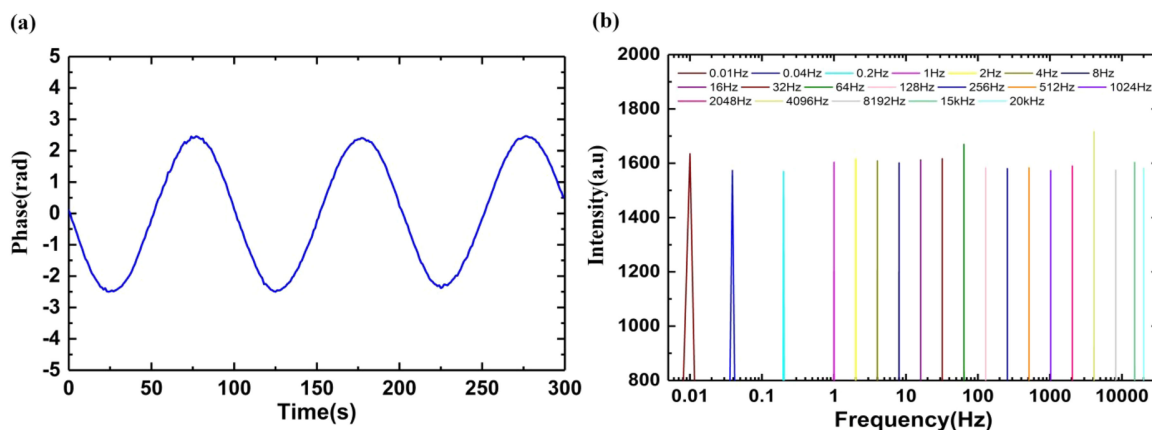 (a)
5
4
3
2
1
0
-1
-2
-3
-4
-5
Phase(rad)
0 50 100 150 200 250 300
Time(s)
(b)
2000
1800
1600
1400
1200
1000
800
Intensity(a.u)
0.01Hz 0.04Hz 0.2Hz 1Hz 2Hz 4Hz 8Hz
16Hz 32Hz 64Hz 128Hz 256Hz 512Hz 1024Hz
2048Hz 4096Hz 8192Hz 15kHz 20kHz
0.01 0.1 1 10 100 1000 10000
Frequency(Hz)